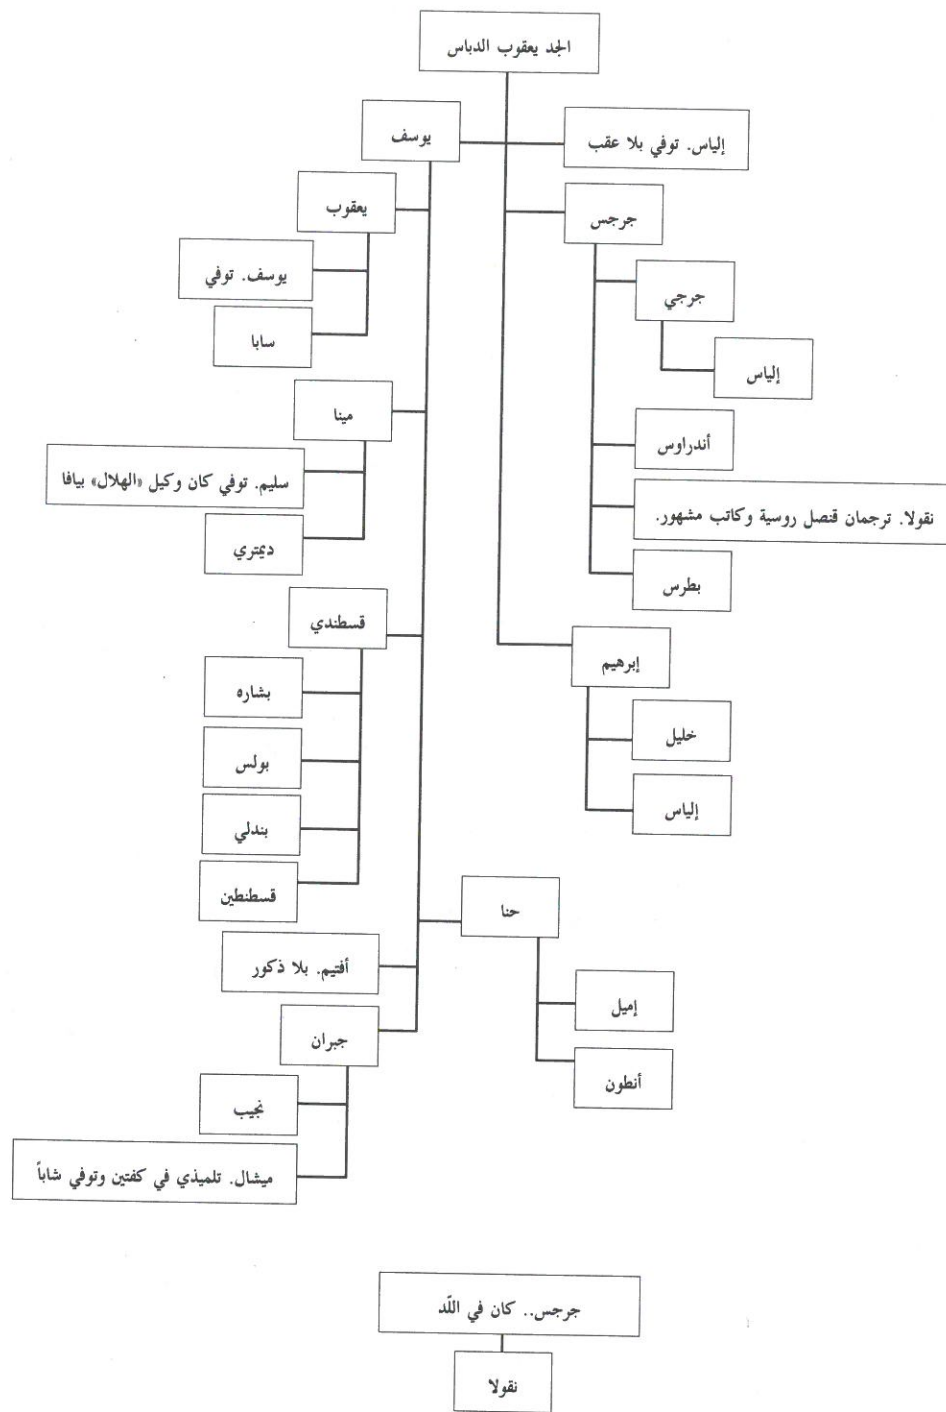 الجد يعقوب الدباس
إلياس. توفي بلا عقب
يوسف
جرجس
يعقوب
جرجي
يوسف. توفي
سابا
إلياس
مينا
أندراوس
سليم. توفي كان وكيل «الهلال» بيافا
نقولا. ترجمان قنصل روسية وكاتب مشهور.
ديمتري
بطرس
قسطندي
إبرهيم
بشاره
خليل
بولس
إلياس
بندلي
قسطنطين
حنا
أفتيم. بلا ذكور
إميل
جبران
أنطون
نجيب
ميشال. تلميذي في كفتين وتوفي شاباً
جرجس.. كان في اللّد
نقولا